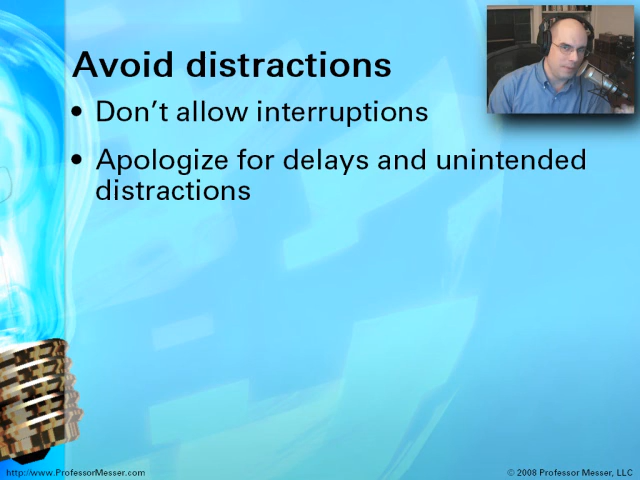 Avoid distractions
• Don't allow interruptions
• Apologize for delays and unintended
distractions
http://www.ProfessorMesser.com
© 2008 Professor Messer, LLC